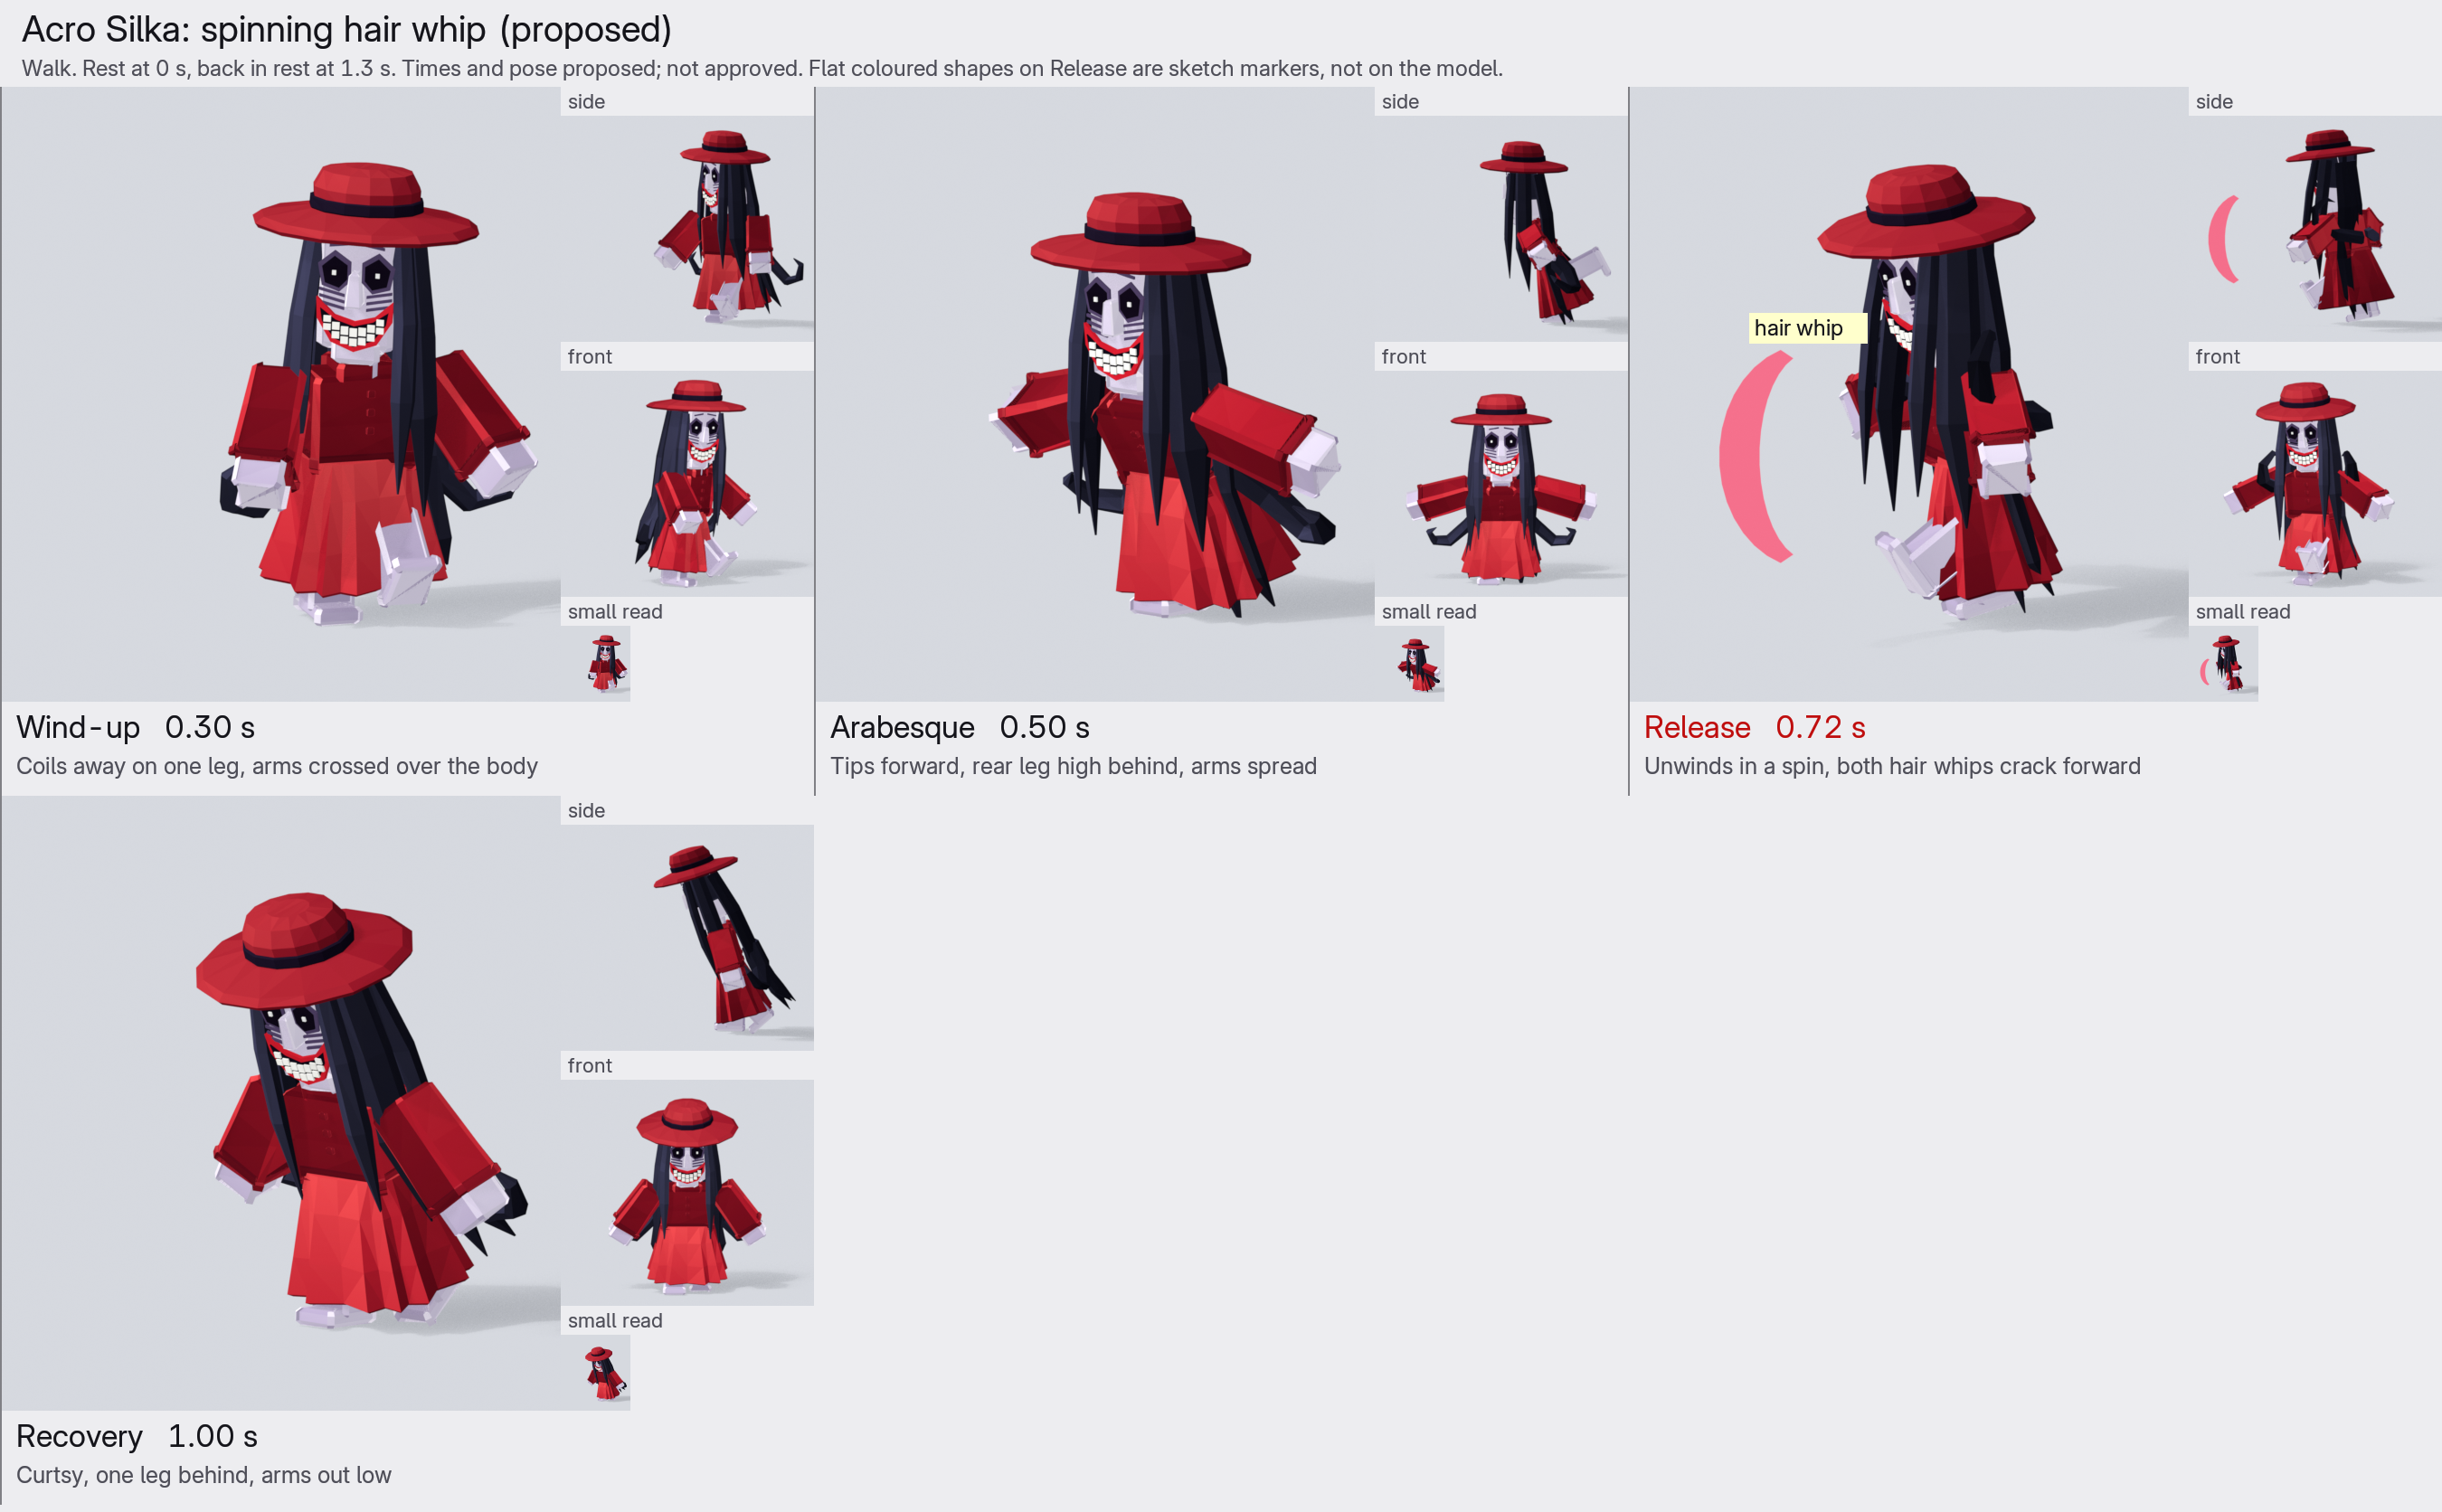 Acro Silka: spinning hair whip (proposed)
Walk. Rest at 0 s, back in rest at 1.3 s. Times and pose proposed; not approved. Flat coloured shapes on Release are sketch markers, not on the model.
side
front
small read
Wind-up 0.30 s
Coils away on one leg, arms crossed over the body
side
front
small read
Arabesque 0.50 s
Tips forward, rear leg high behind, arms spread
hair whip
side
front
small read
Release 0.72 s
Unwinds in a spin, both hair whips crack forward
side
front
small read
Recovery 1.00 s
Curtsy, one leg behind, arms out low